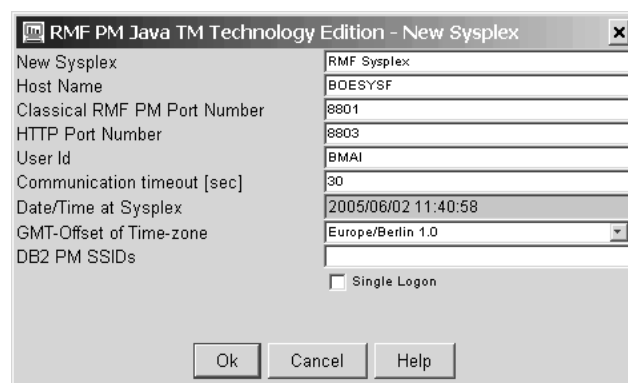 RMF PM Java TM Technology Edition - New Sysplex
New Sysplex RMF Sysplex
Host Name BOESYSF
Classical RMF PM Port Number 8801
HTTP Port Number 8803
User Id BMAI
Communication timeout [sec] 30
Date/Time at Sysplex 2005/06/02 11:40:58
GMT-Offset of Time-zone Europe/Berlin 1.0
DB2 PM SSIDs
Single Logon
Ok Cancel Help